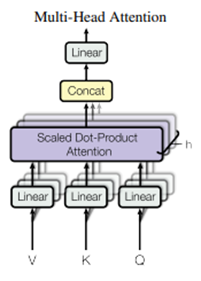 Multi-Head Attention
Linear
Concat
Scaled Dot-Product
Attention
h
Linear
Linear
Linear
V
K
Q